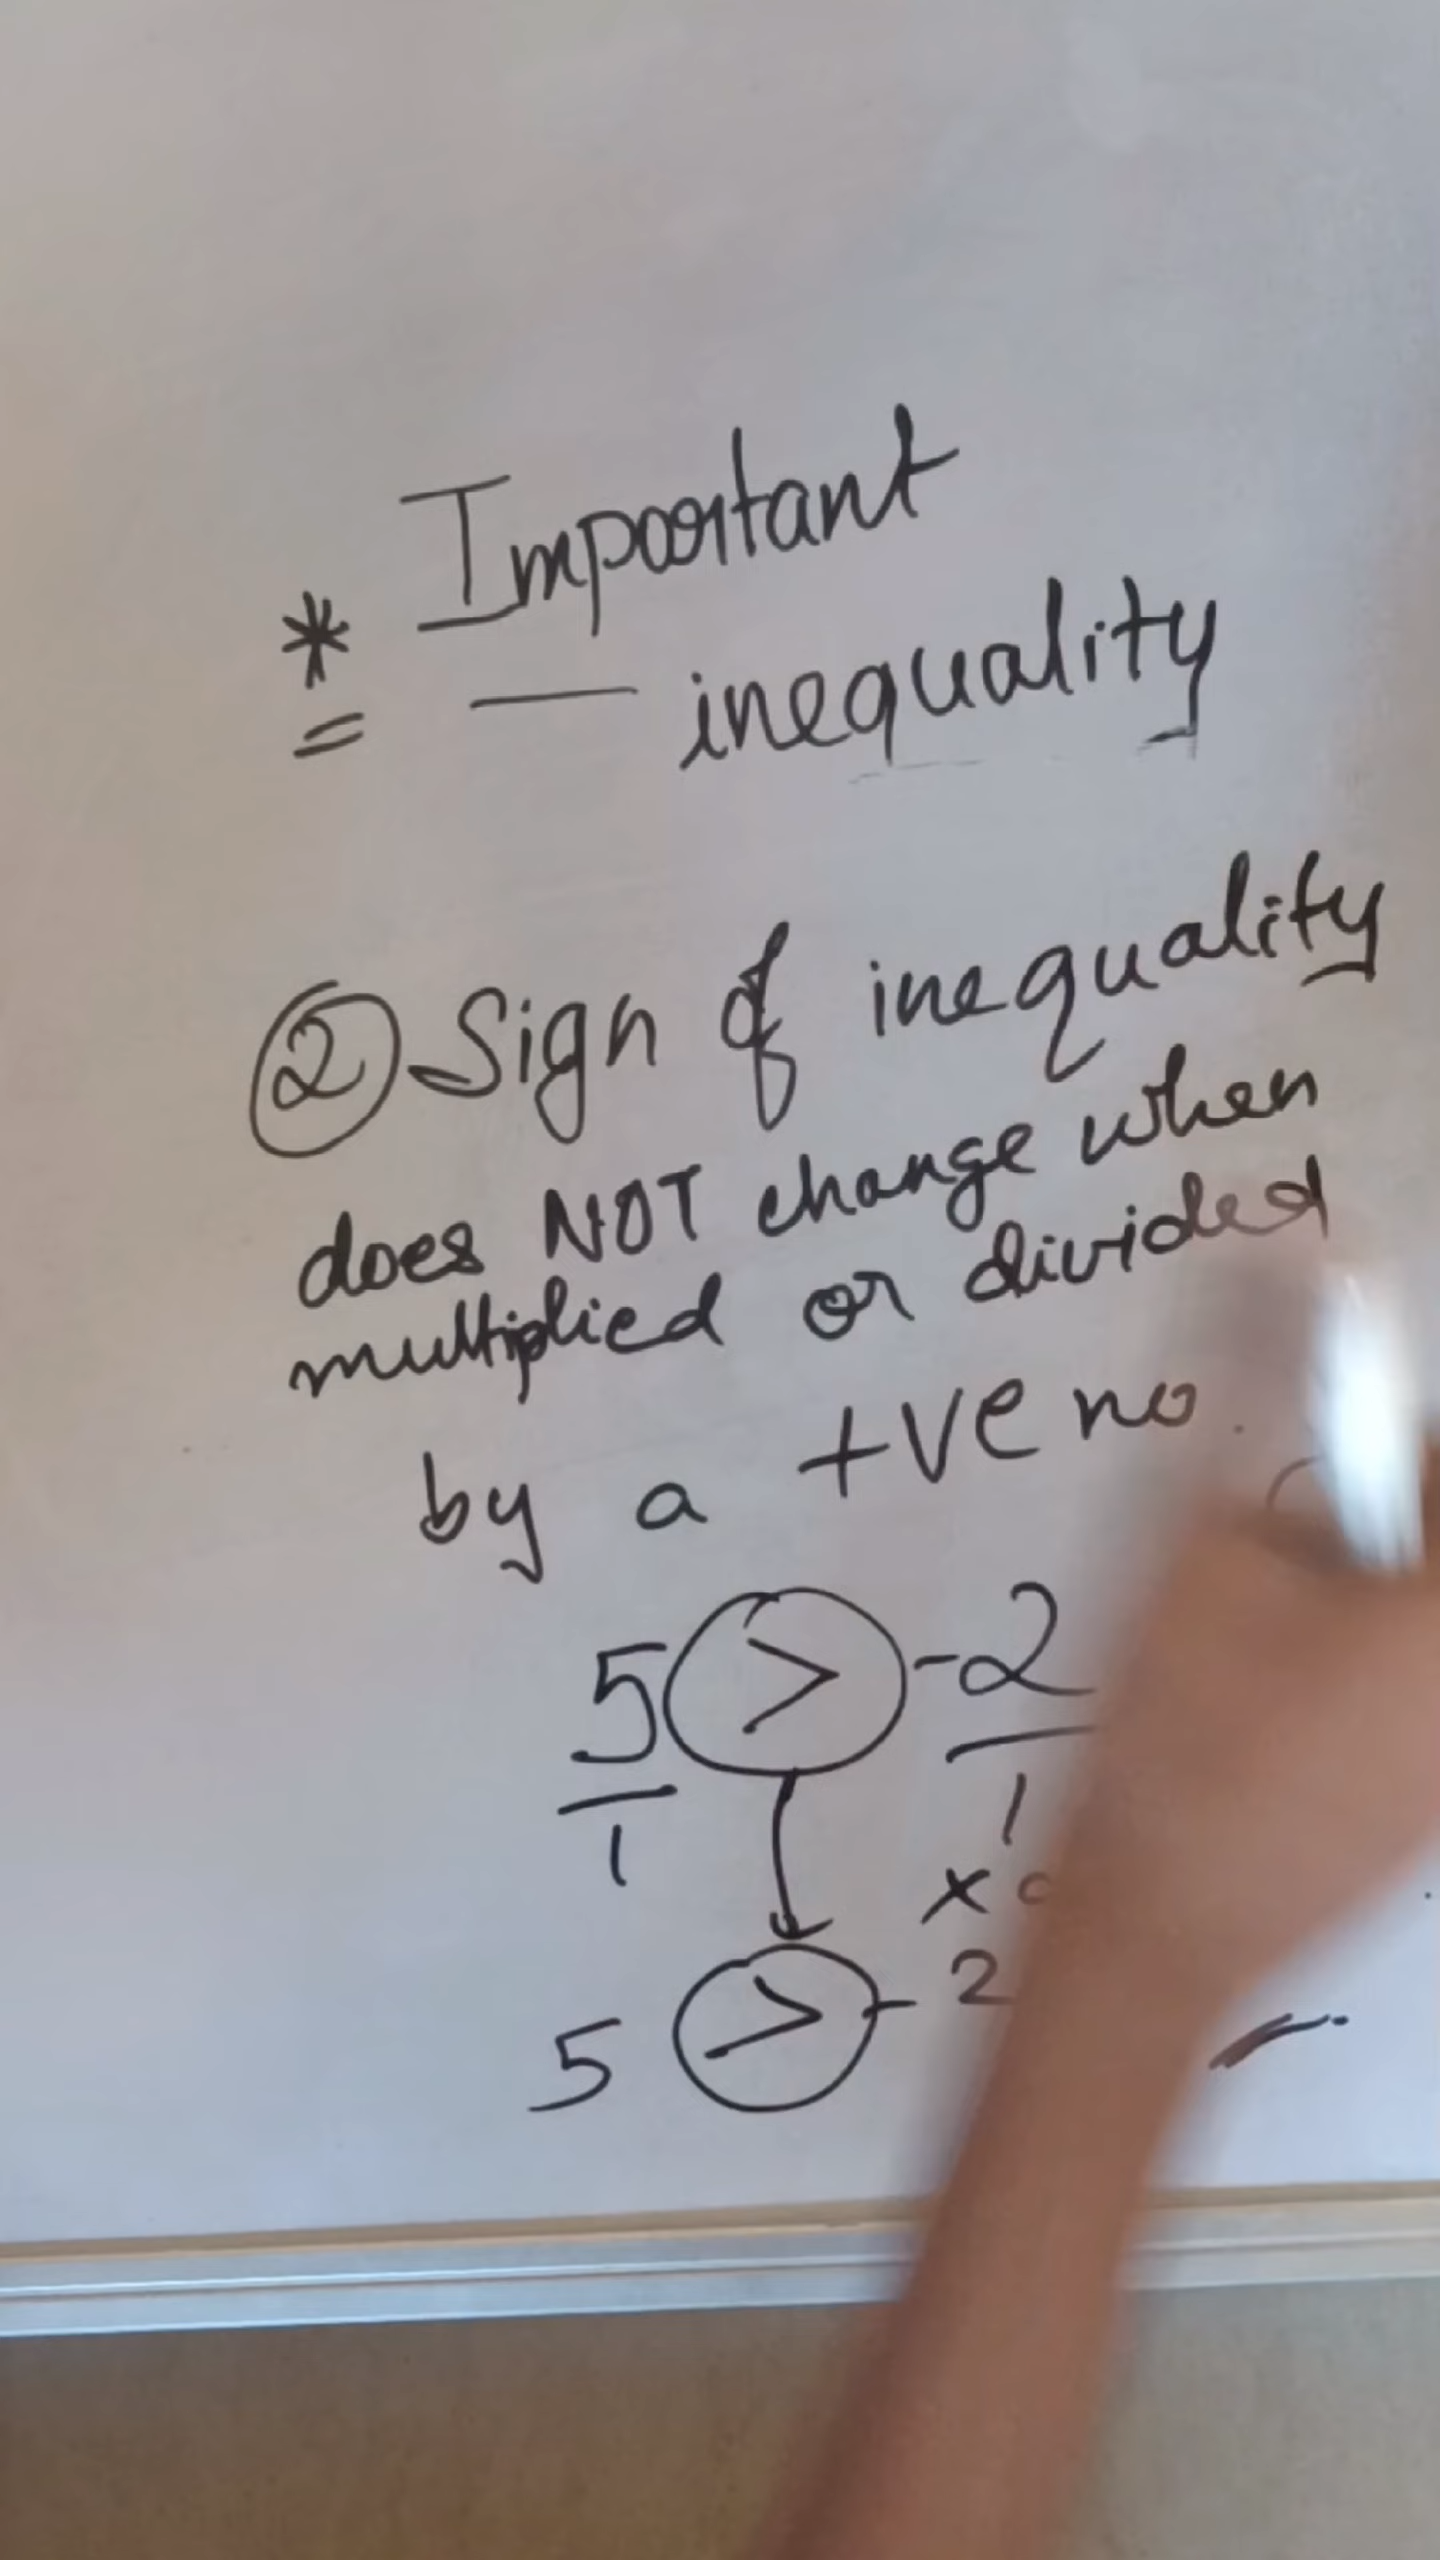 * Important
= — inequality
② Sign of inequality
does NOT change when
multiplied or divided
by a +ve no.
5 > -2
1 1
x
5 > - 2